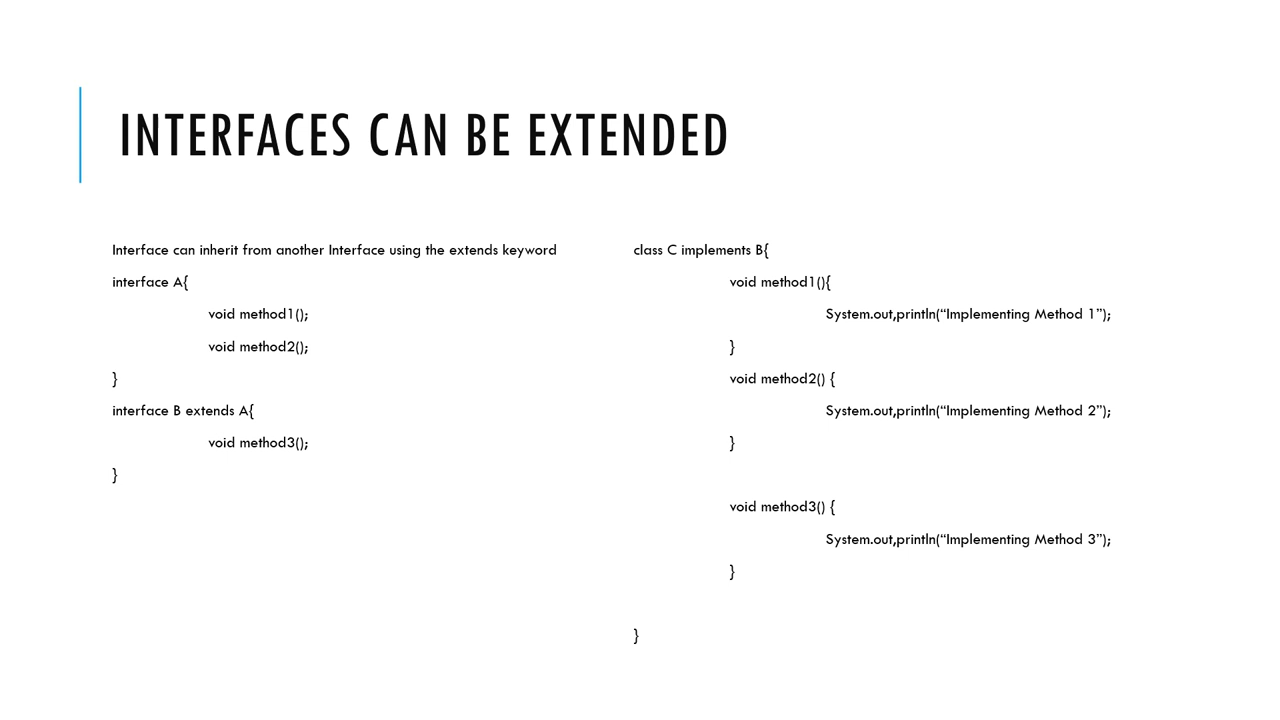 INTERFACES CAN BE EXTENDED
Interface can inherit from another Interface using the extends keyword
interface A{
void method1();
void method2();
}
interface B extends A{
void method3();
}
class C implements B{
void method1(){
System.out,println(“Implementing Method 1”);
}
void method2() {
System.out,println(“Implementing Method 2”);
}
void method3() {
System.out,println(“Implementing Method 3”);
}
}